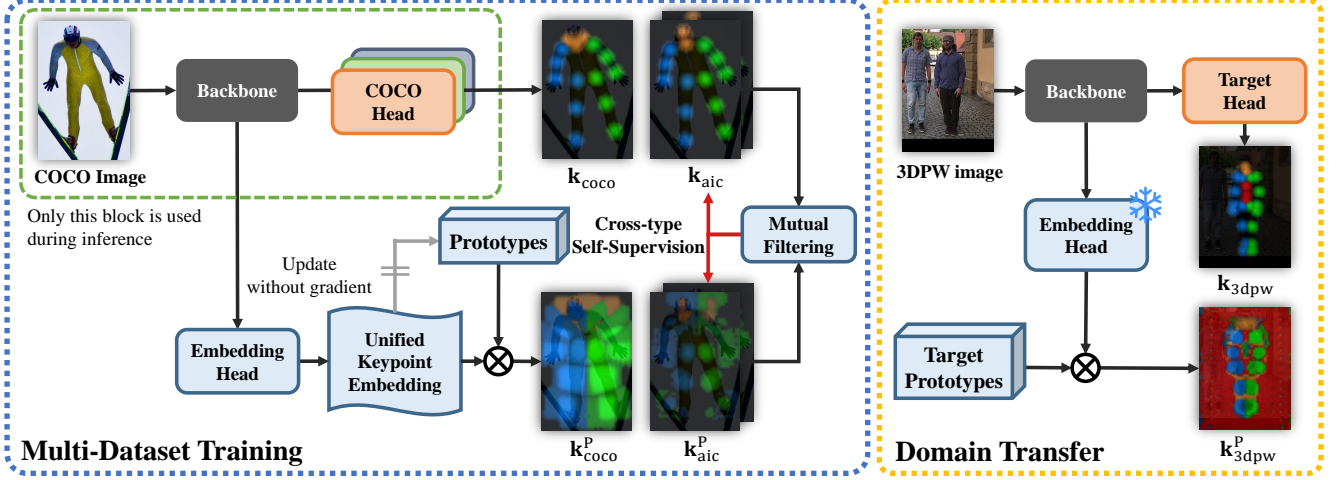 Backbone
COCO
Head
COCO Image
Only this block is used
during inference
k_coco
k_aic
Cross-type
Self-Supervision
Mutual
Filtering
Prototypes
Update
without gradient
Embedding
Head
Unified
Keypoint
Embedding
k^P_coco
k^P_aic
Multi-Dataset Training
3DPW image
Backbone
Target
Head
Embedding
Head
k_3dpw
Target
Prototypes
k^P_3dpw
Domain Transfer